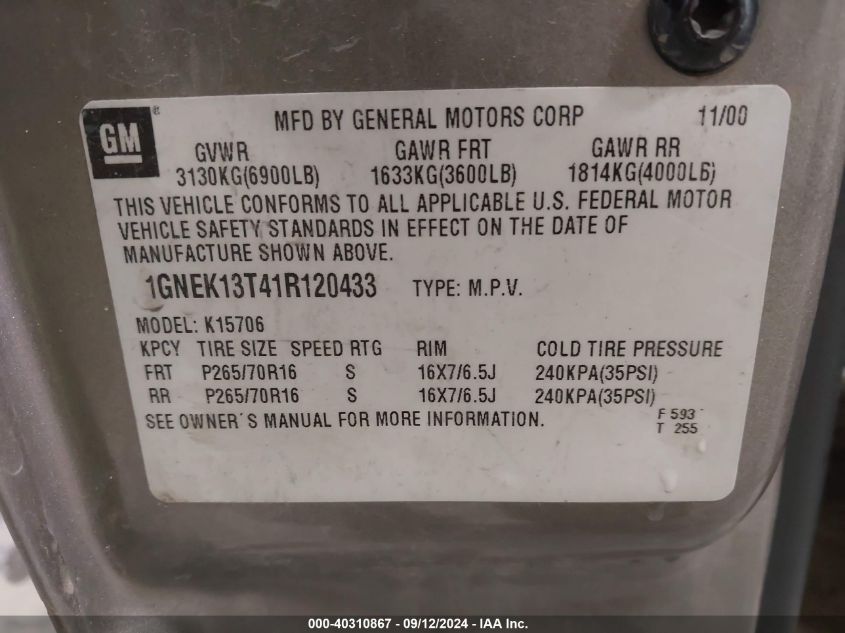 GM ® MFD BY GENERAL MOTORS CORP 11/00
GVWR GAWR FRT GAWR RR
3130KG(6900LB) 1633KG(3600LB) 1814KG(4000LB)
THIS VEHICLE CONFORMS TO ALL APPLICABLE U.S. FEDERAL MOTOR
VEHICLE SAFETY STANDARDS IN EFFECT ON THE DATE OF
MANUFACTURE SHOWN ABOVE.
1GNEK13T41R120433 TYPE: M.P.V.
MODEL: K15706
KPCY TIRE SIZE SPEED RTG RIM COLD TIRE PRESSURE
FRT P265/70R16 S 16X7/6.5J 240KPA(35PSI)
RR P265/70R16 S 16X7/6.5J 240KPA(35PSI)
SEE OWNER'S MANUAL FOR MORE INFORMATION. F 593
T 255
000-40310867 - 09/12/2024 - IAA Inc.